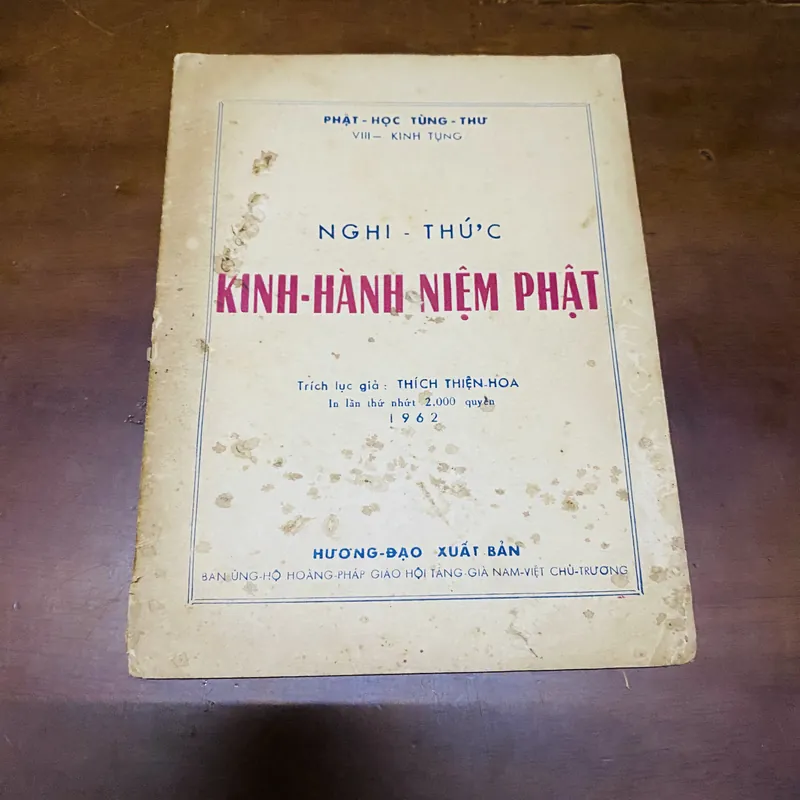 PHẬT - HỌC TÙNG - THƯ
VIII — KINH TỤNG
NGHI - THỨC
KINH-HÀNH NIỆM PHẬT
Trích lục giả : THÍCH THIỆN-HOA
In lần thứ nhứt 2.000 quyển
1962
HƯƠNG-ĐẠO XUẤT BẢN
BAN ỦNG-HỘ HOÀNG-PHÁP GIÁO HỘI TĂNG-GIÀ NAM-VIỆT CHỦ-TRƯƠNG